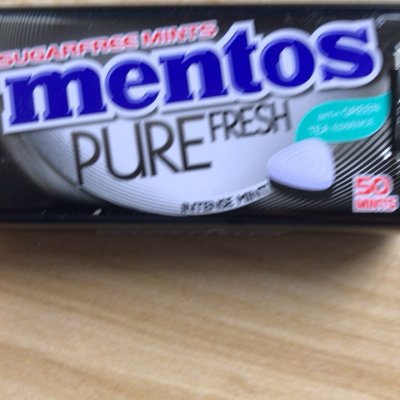 SUGARFREE MINTS
mentos
PURE FRESH
WITH GREEN
TEA ESSENCE
INTENSE MINT
50
MINTS